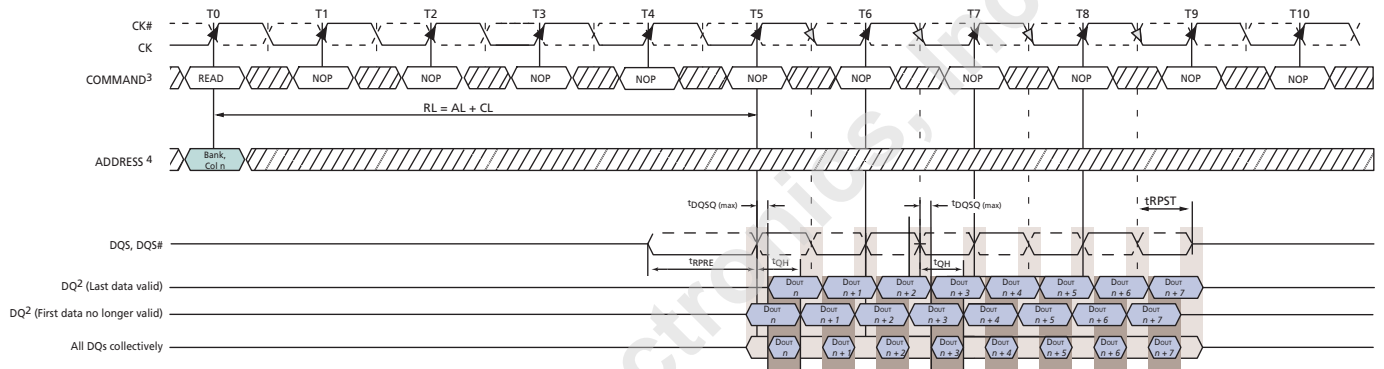 T0 T1 T2 T3 T4 T5 T6 T7 T8 T9 T10
CK#
CK
COMMAND3 READ NOP NOP NOP NOP NOP NOP NOP NOP NOP NOP
RL = AL + CL
ADDRESS 4 Bank, Col n
tDQSQ (max) tDQSQ (max) tRPST
DQS, DQS#
tRPRE tQH tQH
DQ2 (Last data valid) DOUT n DOUT n + 1 DOUT n + 2 DOUT n + 3 DOUT n + 4 DOUT n + 5 DOUT n + 6 DOUT n + 7
DQ2 (First data no longer valid) DOUT n DOUT n + 1 DOUT n + 2 DOUT n + 3 DOUT n + 4 DOUT n + 5 DOUT n + 6 DOUT n + 7
All DQs collectively DOUT n DOUT n + 1 DOUT n + 2 DOUT n + 3 DOUT n + 4 DOUT n + 5 DOUT n + 6 DOUT n + 7